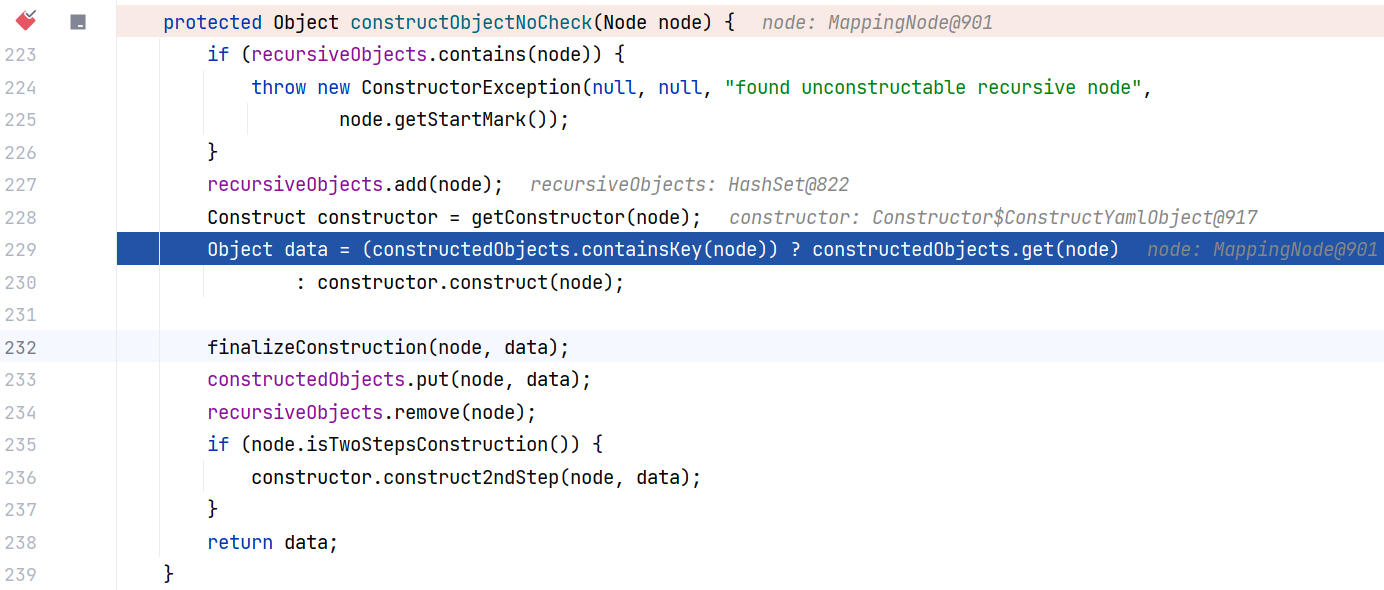 protected Object constructObjectNoCheck(Node node) {   node: MappingNode@901
223     if (recursiveObjects.contains(node)) {
224         throw new ConstructorException(null, null, "found unconstructable recursive node",
225                 node.getStartMark());
226     }
227     recursiveObjects.add(node);   recursiveObjects: HashSet@822
228     Construct constructor = getConstructor(node);   constructor: Constructor$ConstructYamlObject@917
229     Object data = (constructedObjects.containsKey(node)) ? constructedObjects.get(node)   node: MappingNode@901
230             : constructor.construct(node);
231
232     finalizeConstruction(node, data);
233     constructedObjects.put(node, data);
234     recursiveObjects.remove(node);
235     if (node.isTwoStepsConstruction()) {
236         constructor.construct2ndStep(node, data);
237     }
238     return data;
239 }